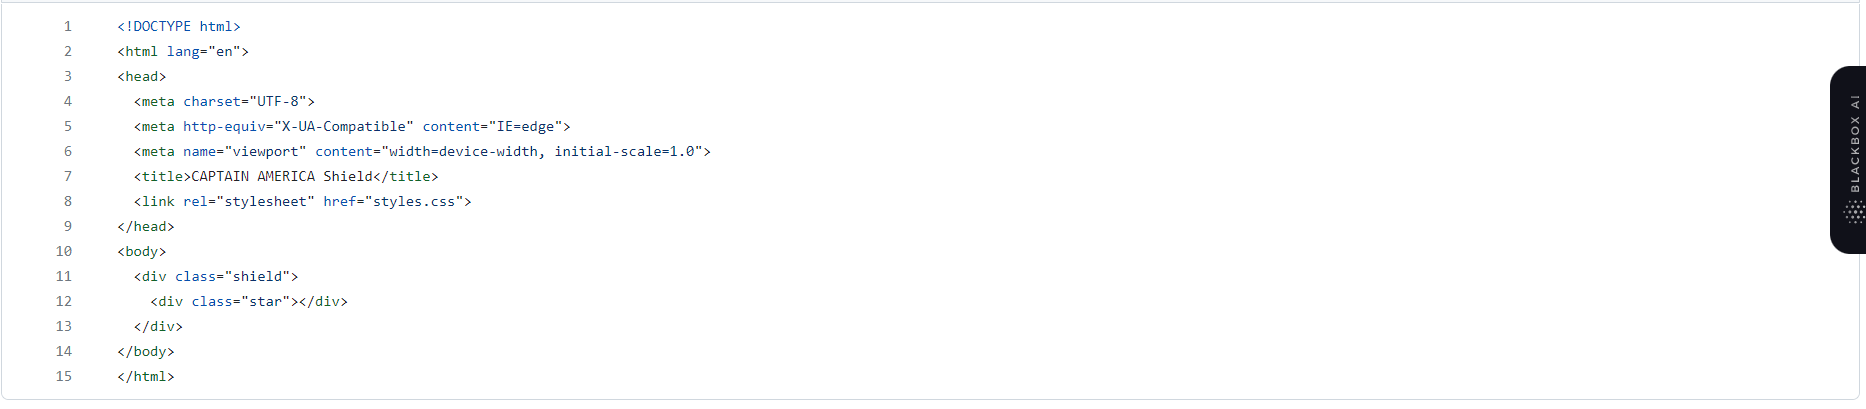 1 <!DOCTYPE html>
2 <html lang="en">
3 <head>
4   <meta charset="UTF-8">
5   <meta http-equiv="X-UA-Compatible" content="IE=edge">
6   <meta name="viewport" content="width=device-width, initial-scale=1.0">
7   <title>CAPTAIN AMERICA Shield</title>
8   <link rel="stylesheet" href="styles.css">
9 </head>
10 <body>
11   <div class="shield">
12     <div class="star"></div>
13   </div>
14 </body>
15 </html>
BLACKBOX AI